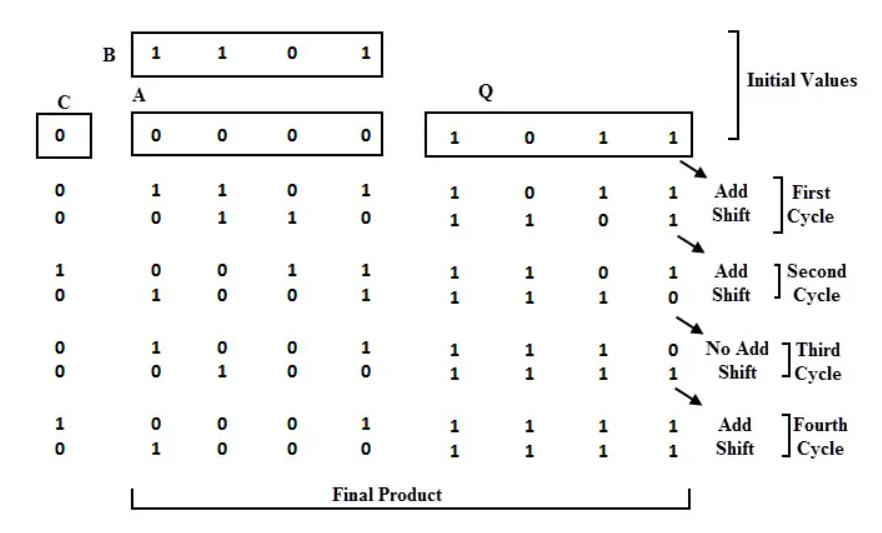 B 1 1 0 1
Initial Values
C A Q
0 0 0 0 0 1 0 1 1
0 1 1 0 1 1 0 1 1 Add First
0 0 1 1 0 1 1 0 1 Shift Cycle
1 0 0 1 1 1 1 0 1 Add Second
0 1 0 0 1 1 1 1 0 Shift Cycle
0 1 0 0 1 1 1 1 0 No Add Third
0 0 1 0 0 1 1 1 1 Shift Cycle
1 0 0 0 1 1 1 1 1 Add Fourth
0 1 0 0 0 1 1 1 1 Shift Cycle
Final Product